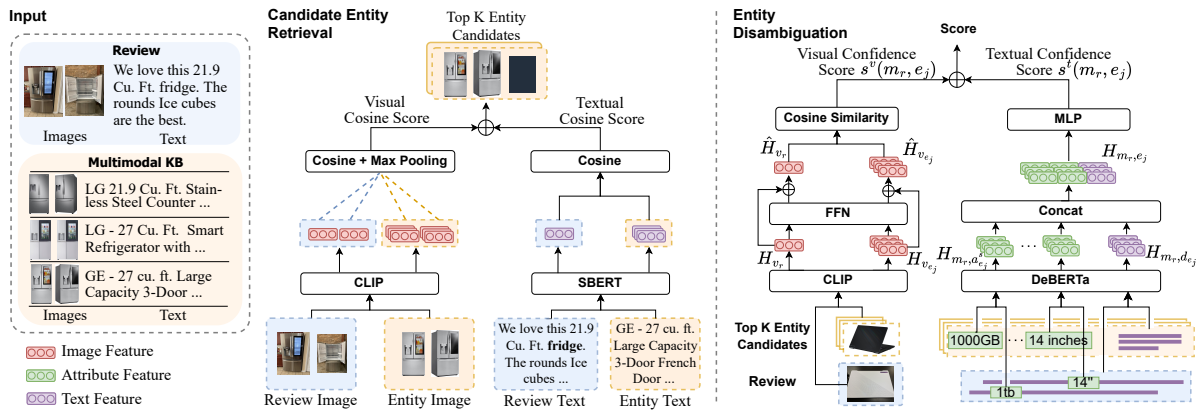 Input
Review
We love this 21.9
Cu. Ft. fridge. The
rounds Ice cubes
are the best.
Images
Text
Multimodal KB
LG 21.9 Cu. Ft. Stain-
less Steel Counter ...
LG - 27 Cu. Ft. Smart
Refrigerator with ...
GE - 27 cu. ft. Large
Capacity 3-Door ...
Images
Text
Image Feature
Attribute Feature
Text Feature
Candidate Entity
Retrieval
Top K Entity
Candidates
Visual
Cosine Score
Textual
Cosine Score
Cosine + Max Pooling
Cosine
CLIP
SBERT
We love this 21.9
Cu. Ft. fridge.
The rounds Ice
cubes ...
GE - 27 cu. ft.
Large Capacity
3-Door French
Door ...
Review Image
Entity Image
Review Text
Entity Text
Entity
Disambiguation
Score
Visual Confidence
Score s^v(m_r, e_j)
Textual Confidence
Score s^t(m_r, e_j)
Cosine Similarity
MLP
Ĥ_{v_r}
Ĥ_{v_{e_j}}
H_{m_r,e_j}
FFN
Concat
H_{v_r}
H_{v_{e_j}}
H_{m_r,a^s_{e_j}}
...
H_{m_r,d_{e_j}}
CLIP
DeBERTa
Top K Entity
Candidates
1000GB
...
14 inches
Review
14"
1tb